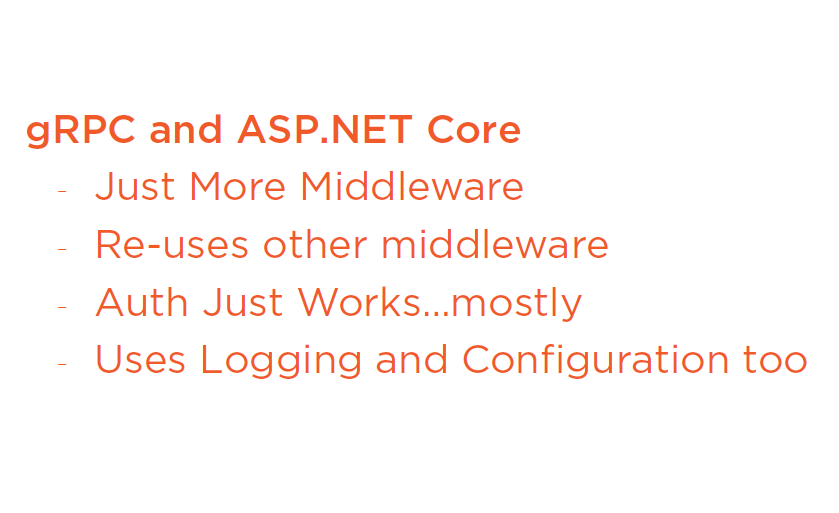 gRPC and ASP.NET Core
- Just More Middleware
- Re-uses other middleware
- Auth Just Works...mostly
- Uses Logging and Configuration too